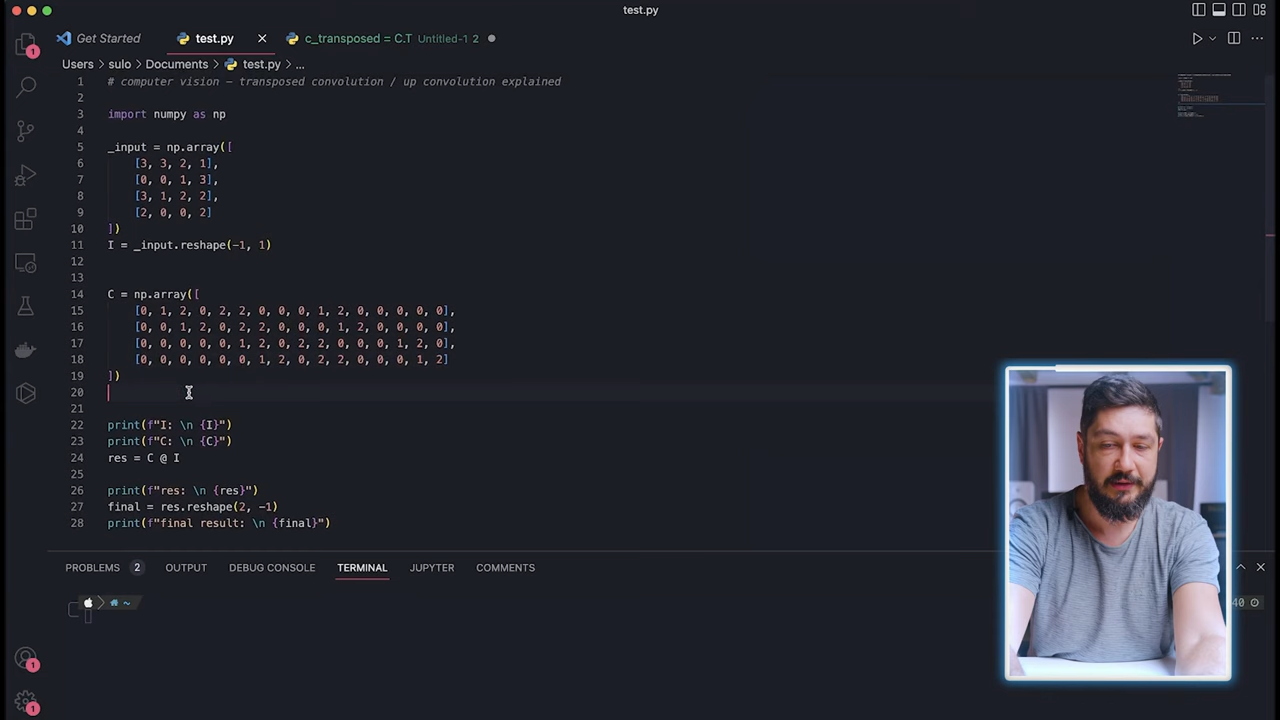 test.py
Get Started
test.py
c_transposed = C.T Untitled-1 2
Users > sulo > Documents > test.py > ...
1 # computer vision – transposed convolution / up convolution explained
2
3 import numpy as np
4
5 _input = np.array([
6 [3, 3, 2, 1],
7 [0, 0, 1, 3],
8 [3, 1, 2, 2],
9 [2, 0, 0, 2]
10 ])
11 I = _input.reshape(-1, 1)
12
13
14 C = np.array([
15 [0, 1, 2, 0, 2, 2, 0, 0, 0, 1, 2, 0, 0, 0, 0, 0],
16 [0, 0, 1, 2, 0, 2, 2, 0, 0, 0, 1, 2, 0, 0, 0, 0],
17 [0, 0, 0, 0, 0, 1, 2, 0, 2, 2, 0, 0, 0, 1, 2, 0],
18 [0, 0, 0, 0, 0, 0, 1, 2, 0, 2, 2, 0, 0, 0, 1, 2]
19 ])
20
21
22 print(f"I: \n {I}")
23 print(f"C: \n {C}")
24 res = C @ I
25
26 print(f"res: \n {res}")
27 final = res.reshape(2, -1)
28 print(f"final result: \n {final}")
PROBLEMS 2 OUTPUT DEBUG CONSOLE TERMINAL JUPYTER COMMENTS
~
40
1
1
1